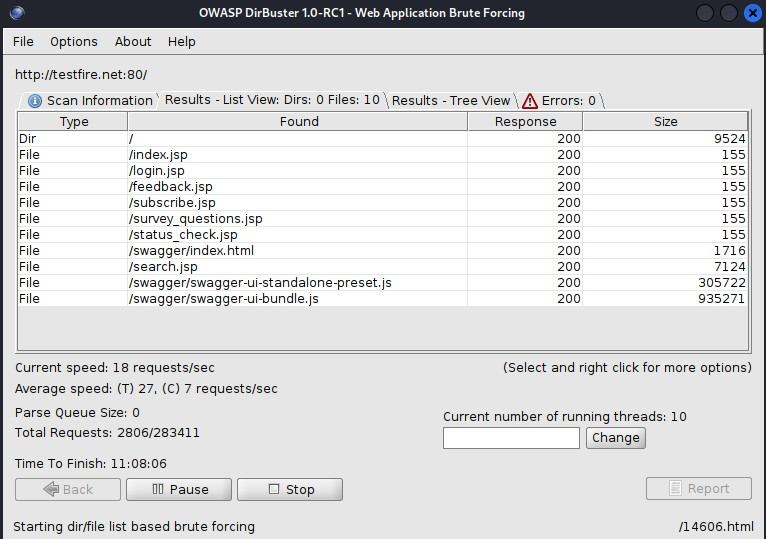 OWASP DirBuster 1.0-RC1 - Web Application Brute Forcing
File Options About Help
http://testfire.net:80/
Scan Information Results - List View: Dirs: 0 Files: 10 Results - Tree View Errors: 0
Type Found Response Size
Dir / 200 9524
File /index.jsp 200 155
File /login.jsp 200 155
File /feedback.jsp 200 155
File /subscribe.jsp 200 155
File /survey_questions.jsp 200 155
File /status_check.jsp 200 155
File /swagger/index.html 200 1716
File /search.jsp 200 7124
File /swagger/swagger-ui-standalone-preset.js 200 305722
File /swagger/swagger-ui-bundle.js 200 935271
Current speed: 18 requests/sec (Select and right click for more options)
Average speed: (T) 27, (C) 7 requests/sec
Parse Queue Size: 0 Current number of running threads: 10
Total Requests: 2806/283411 Change
Time To Finish: 11:08:06
Back Pause Stop Report
Starting dir/file list based brute forcing /14606.html